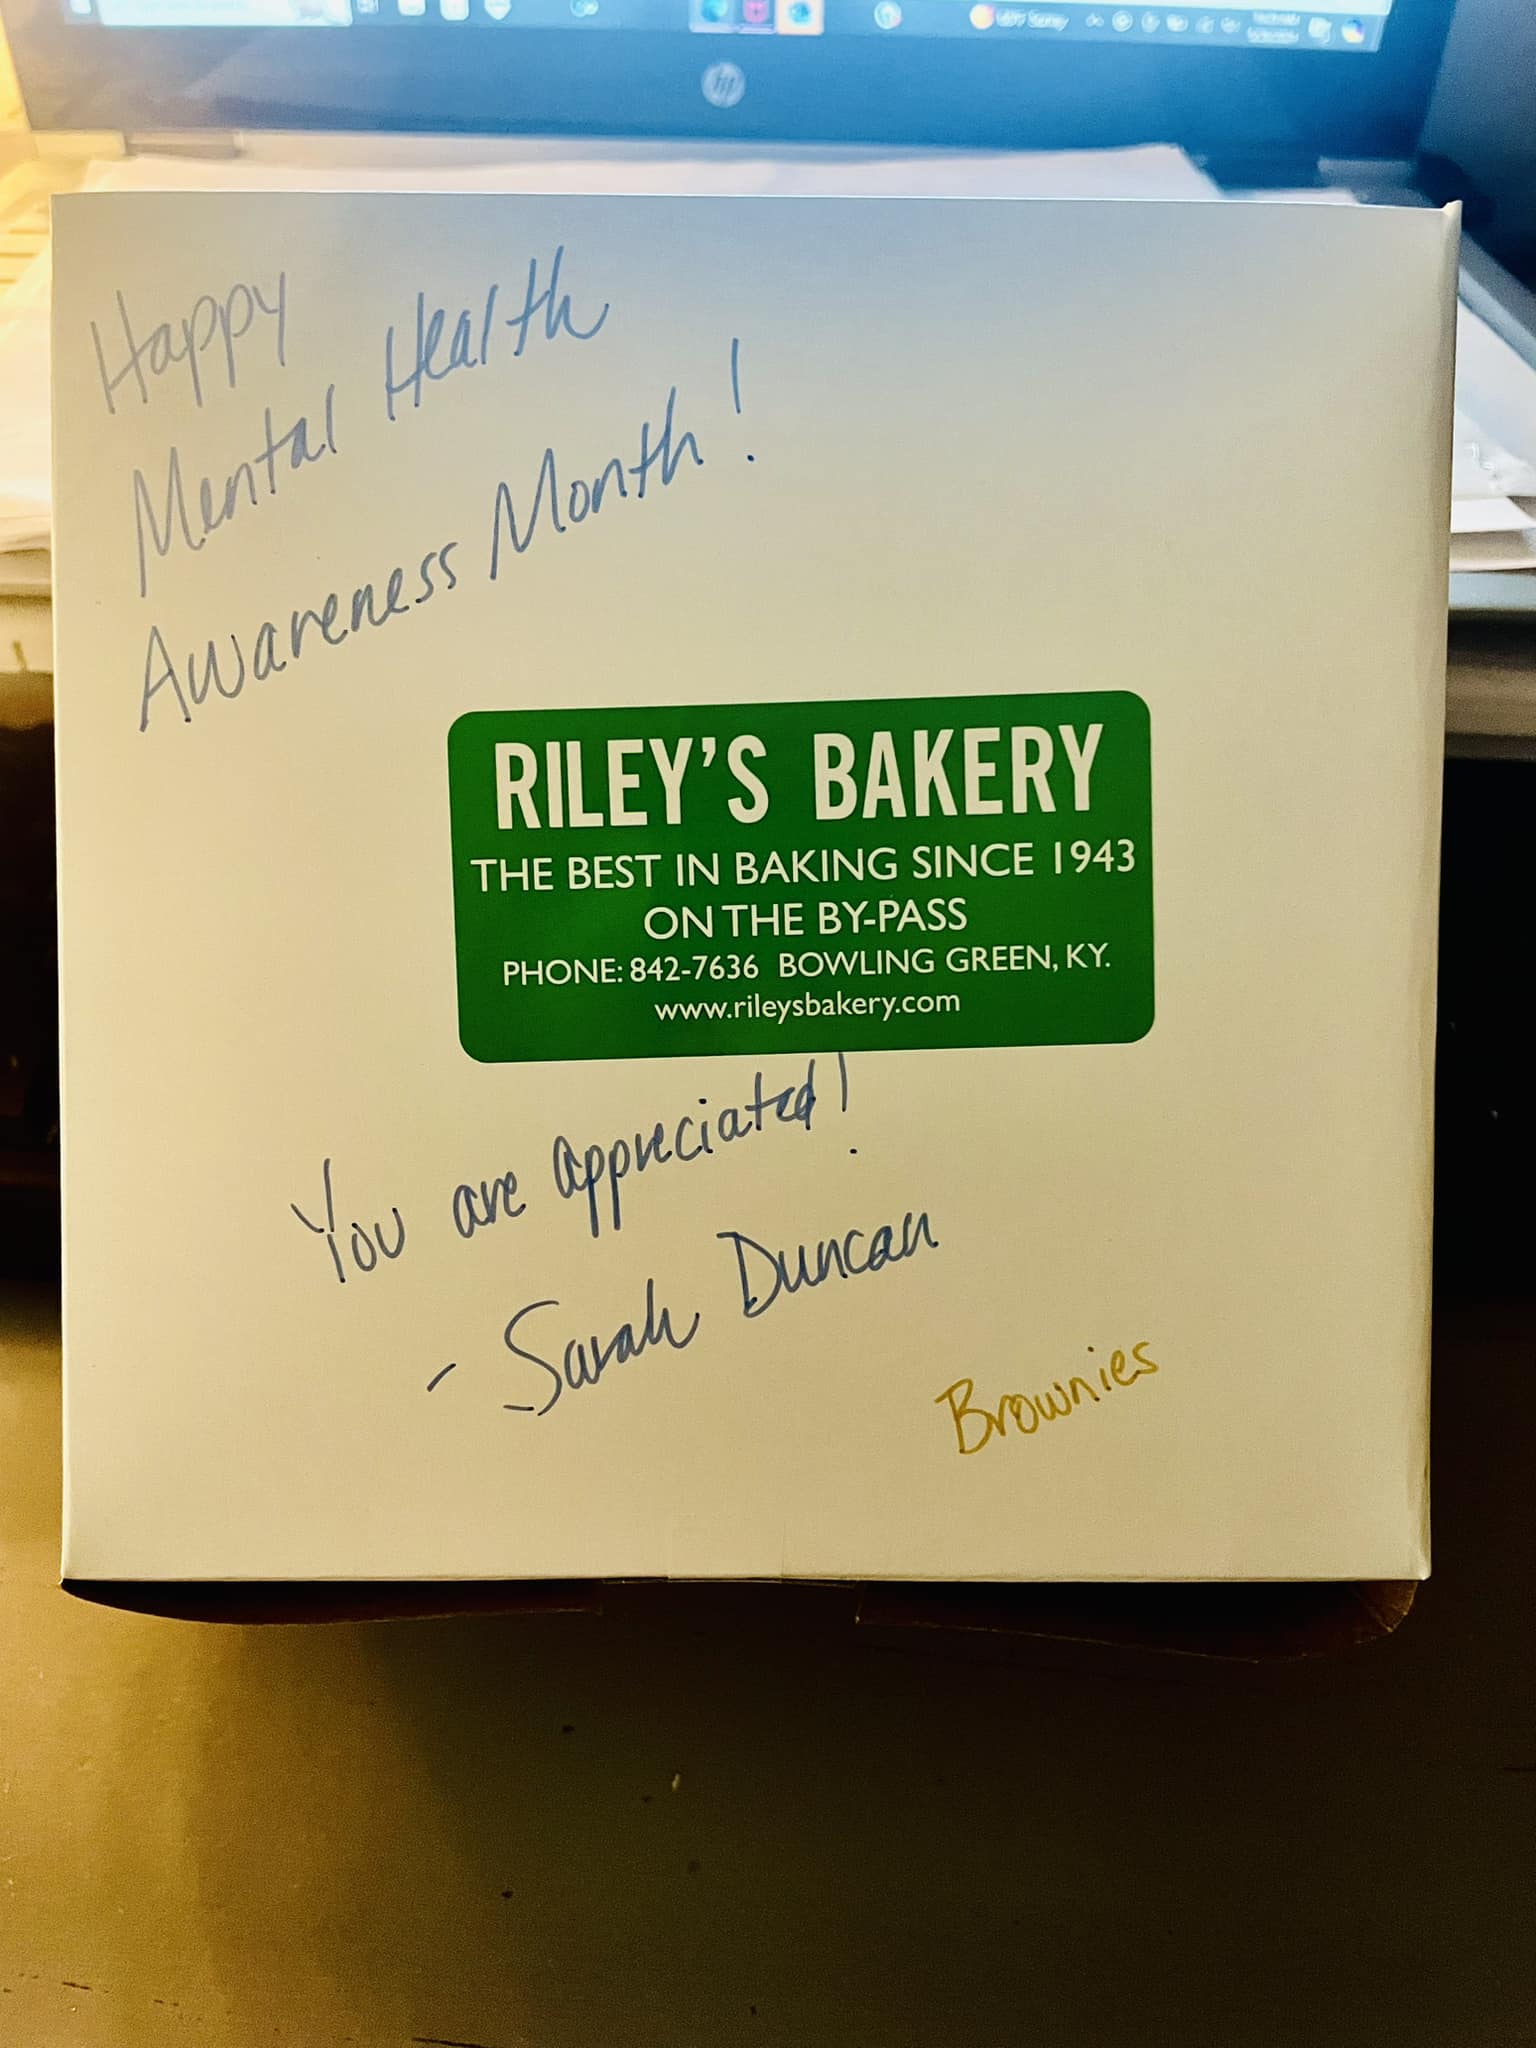 hp
Happy
Mental Health
Awareness Month!
RILEY'S BAKERY
THE BEST IN BAKING SINCE 1943
ON THE BY-PASS
PHONE: 842-7636 BOWLING GREEN, KY.
www.rileysbakery.com
You are appreciated!
- Sarah Duncan
Brownies